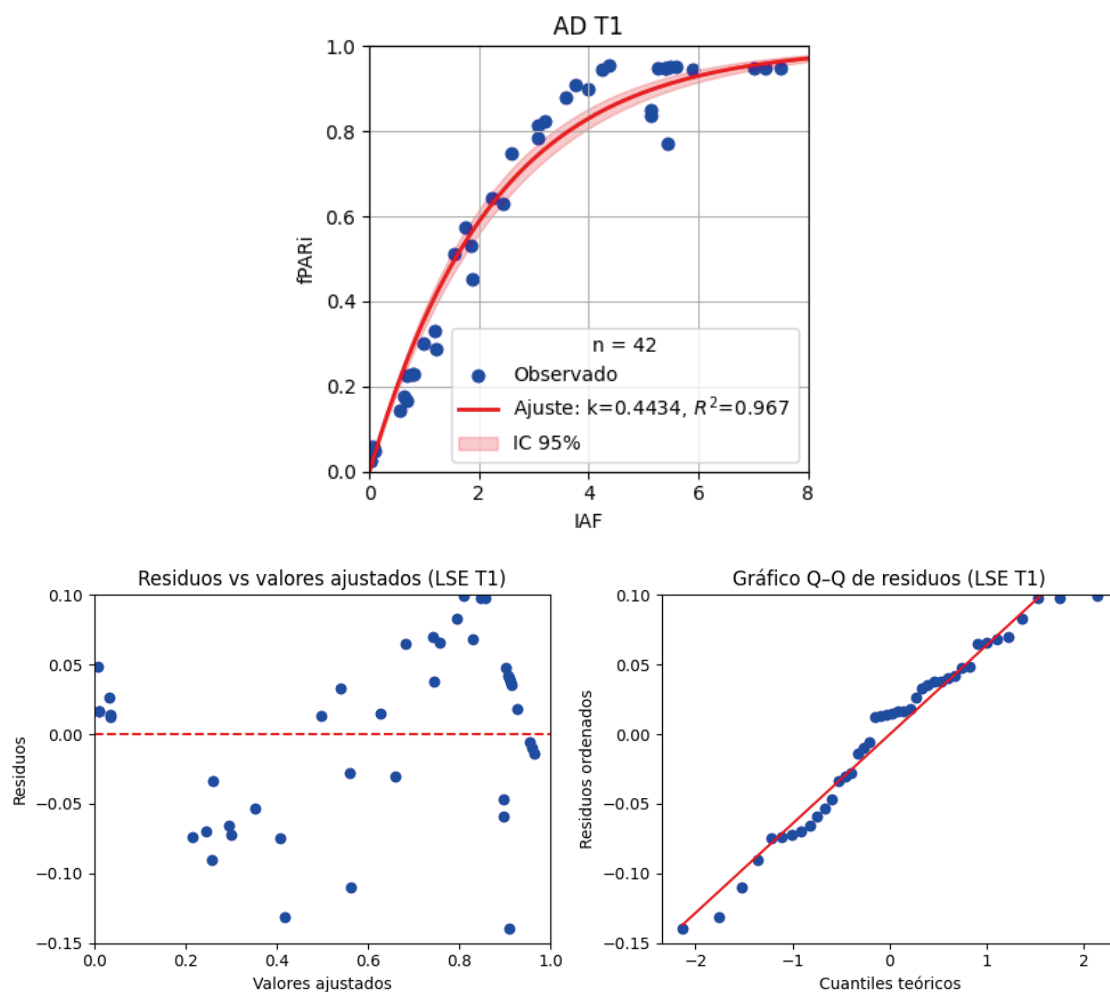 AD T1
1.0
0.8
0.6
0.4
0.2
0.0
fPARi
n = 42
Observado
Ajuste: k=0.4434, R²=0.967
IC 95%
0 2 4 6 8
IAF
Residuos vs valores ajustados (LSE T1)
0.10
0.05
0.00
−0.05
−0.10
−0.15
Residuos
0.0 0.2 0.4 0.6 0.8 1.0
Valores ajustados
Gráfico Q–Q de residuos (LSE T1)
0.10
0.05
0.00
−0.05
−0.10
−0.15
Residuos ordenados
−2 −1 0 1 2
Cuantiles teóricos